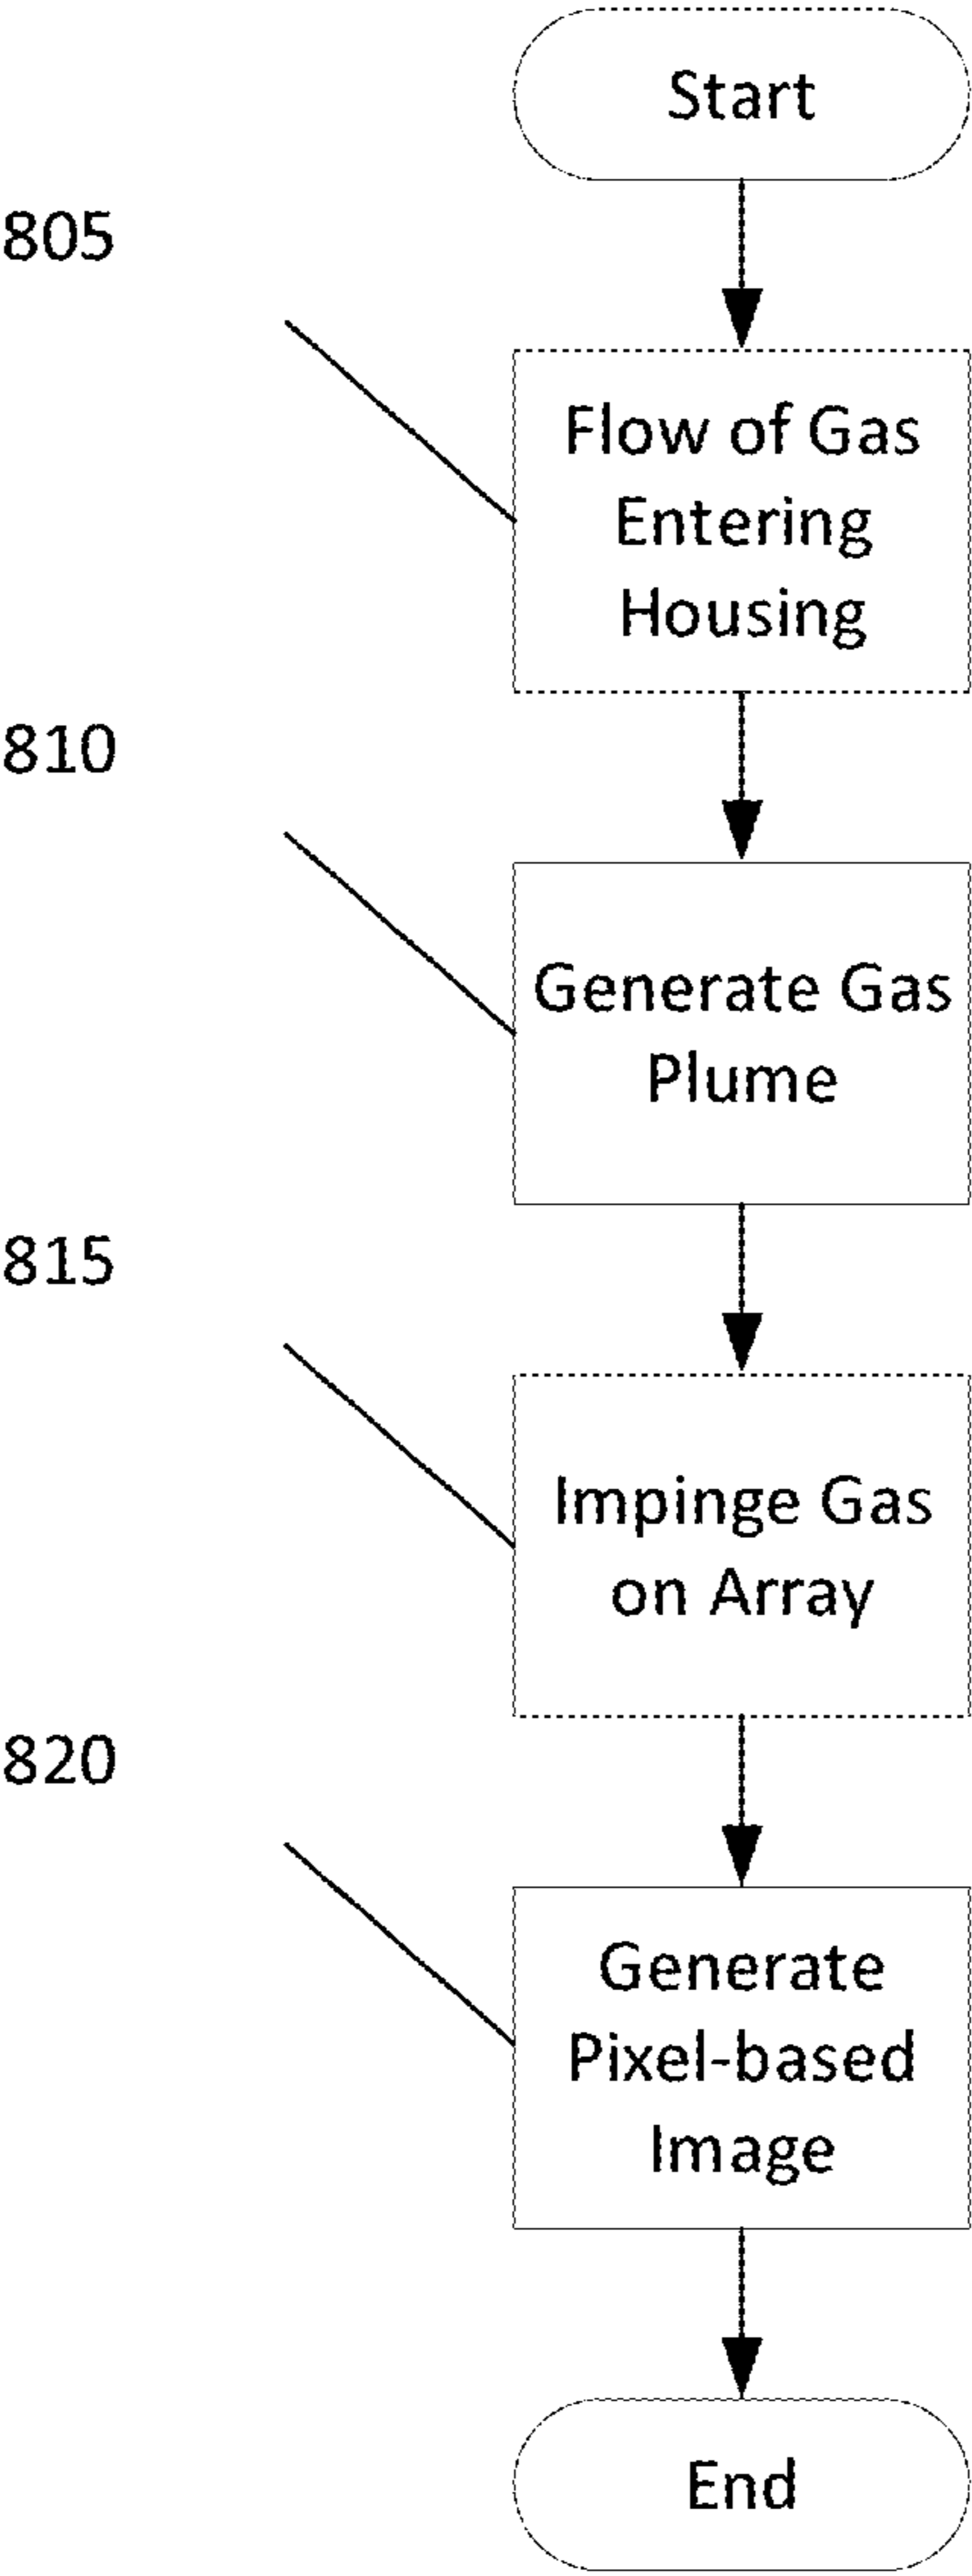 Start
805
Flow of Gas
Entering
Housing
810
Generate Gas
Plume
815
Impinge Gas
on Array
820
Generate
Pixel-based
Image
End